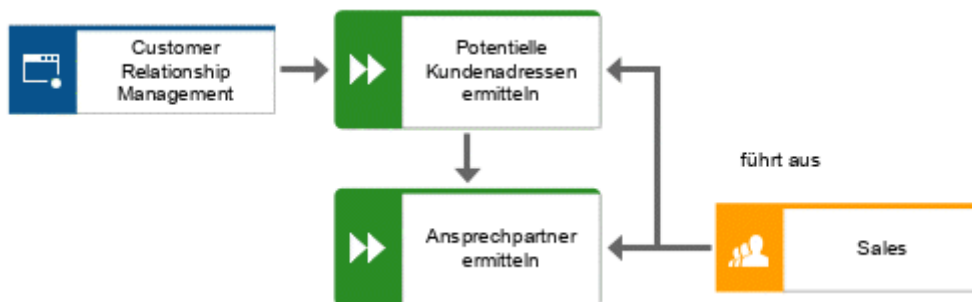 Customer
Relationship
Management
Potentielle
Kundenadressen
ermitteln
führt aus
Ansprechpartner
ermitteln
Sales